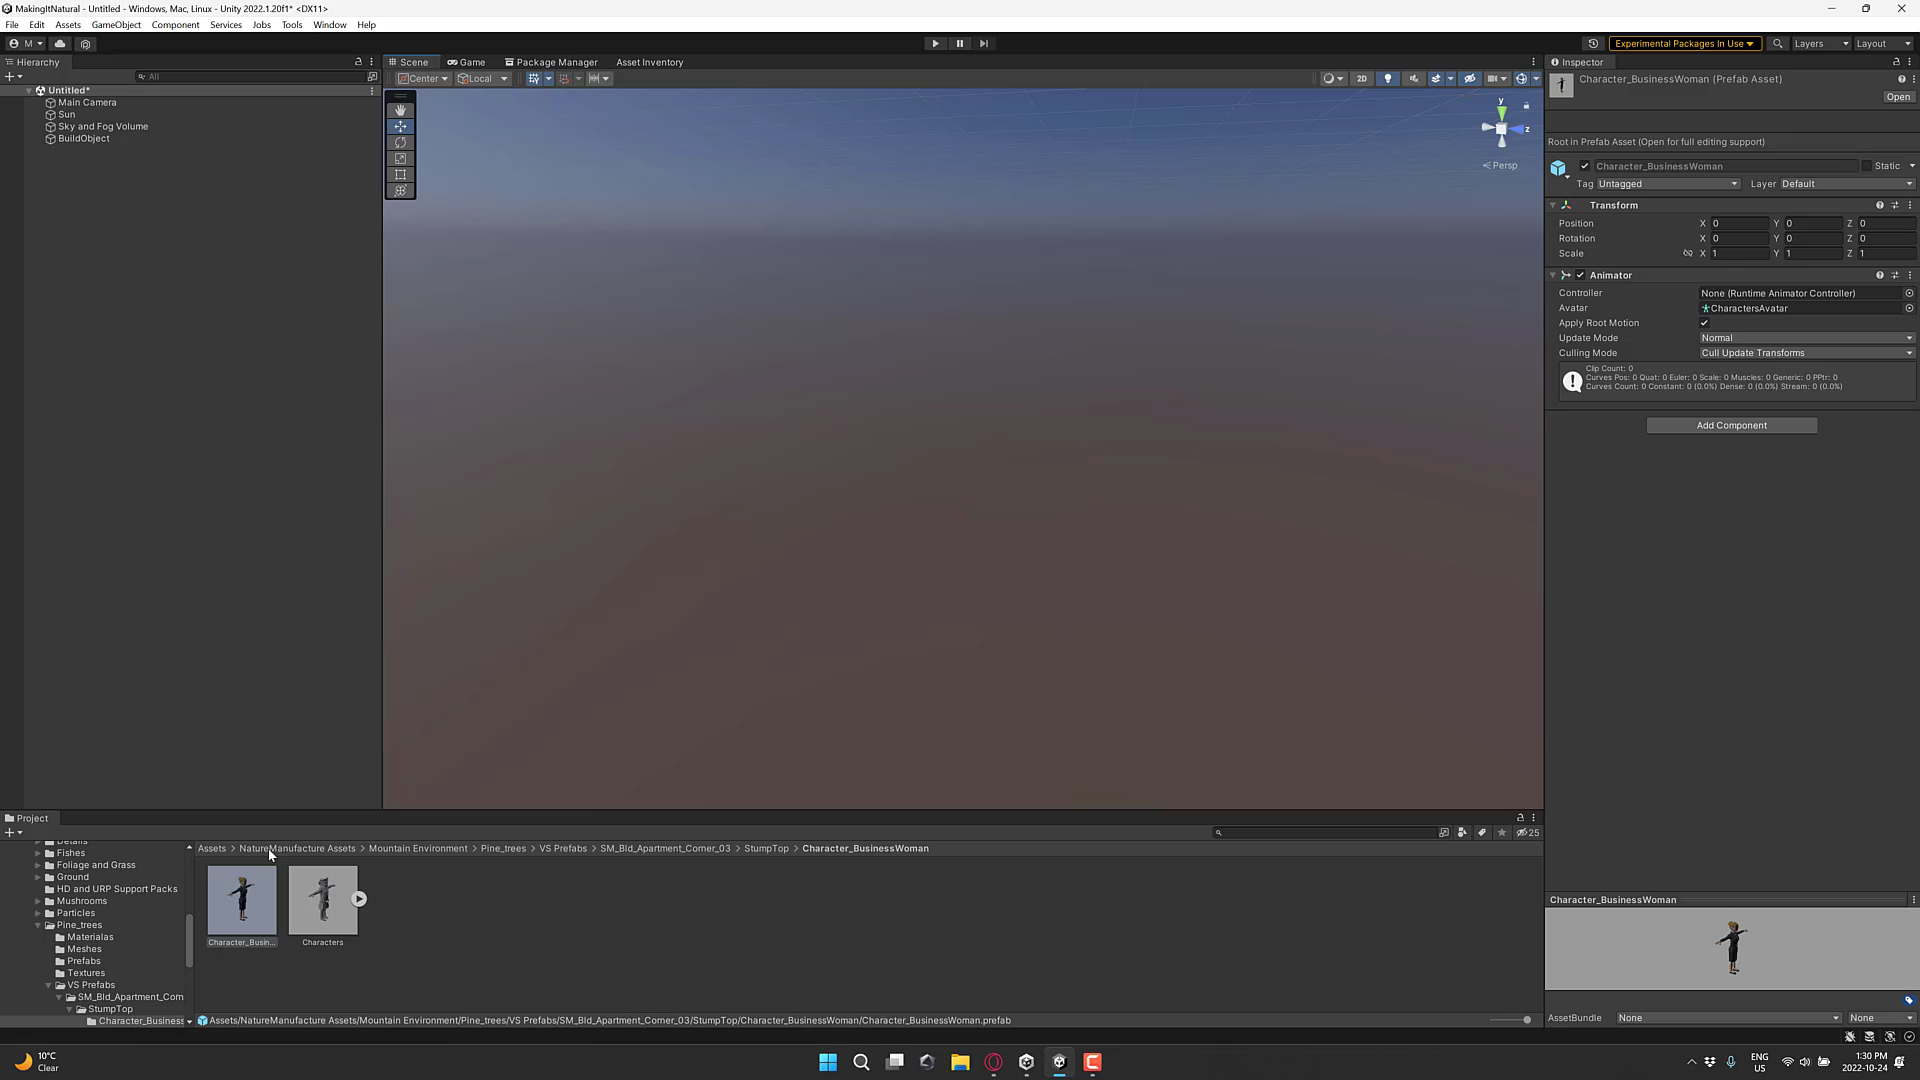 MakingItNatural - Untitled - Windows, Mac, Linux - Unity 2022.1.20f1* <DX11>
File Edit Assets GameObject Component Services Jobs Tools Window Help
M Experimental Packages In Use Layers Layout
Hierarchy
All
Untitled*
Main Camera
Sun
Sky and Fog Volume
BuildObject
Scene Game Package Manager Asset Inventory
Center Local 2D
y
z
Persp
Inspector
Character_BusinessWoman (Prefab Asset)
Open
Root in Prefab Asset (Open for full editing support)
Character_BusinessWoman Static
Tag Untagged Layer Default
Transform
Position X 0 Y 0 Z 0
Rotation X 0 Y 0 Z 0
Scale X 1 Y 1 Z 1
Animator
Controller None (Runtime Animator Controller)
Avatar CharactersAvatar
Apply Root Motion
Update Mode Normal
Culling Mode Cull Update Transforms
Clip Count: 0
Curves Pos: 0 Quat: 0 Euler: 0 Scale: 0 Muscles: 0 Generic: 0 PPtr: 0
Curves Count: 0 Constant: 0 (0.0%) Dense: 0 (0.0%) Stream: 0 (0.0%)
Add Component
Project
25
Details
Fishes
Foliage and Grass
Ground
HD and URP Support Packs
Mushrooms
Particles
Pine_trees
Materialas
Meshes
Prefabs
Textures
VS Prefabs
SM_Bld_Apartment_Corn
StumpTop
Character_Business
Assets > NatureManufacture Assets > Mountain Environment > Pine_trees > VS Prefabs > SM_Bld_Apartment_Corner_03 > StumpTop > Character_BusinessWoman
Character_Busin... Characters
Assets/NatureManufacture Assets/Mountain Environment/Pine_trees/VS Prefabs/SM_Bld_Apartment_Corner_03/StumpTop/Character_BusinessWoman/Character_BusinessWoman.prefab
Character_BusinessWoman
AssetBundle None None
10°C
Clear
ENG
US
1:30 PM
2022-10-24